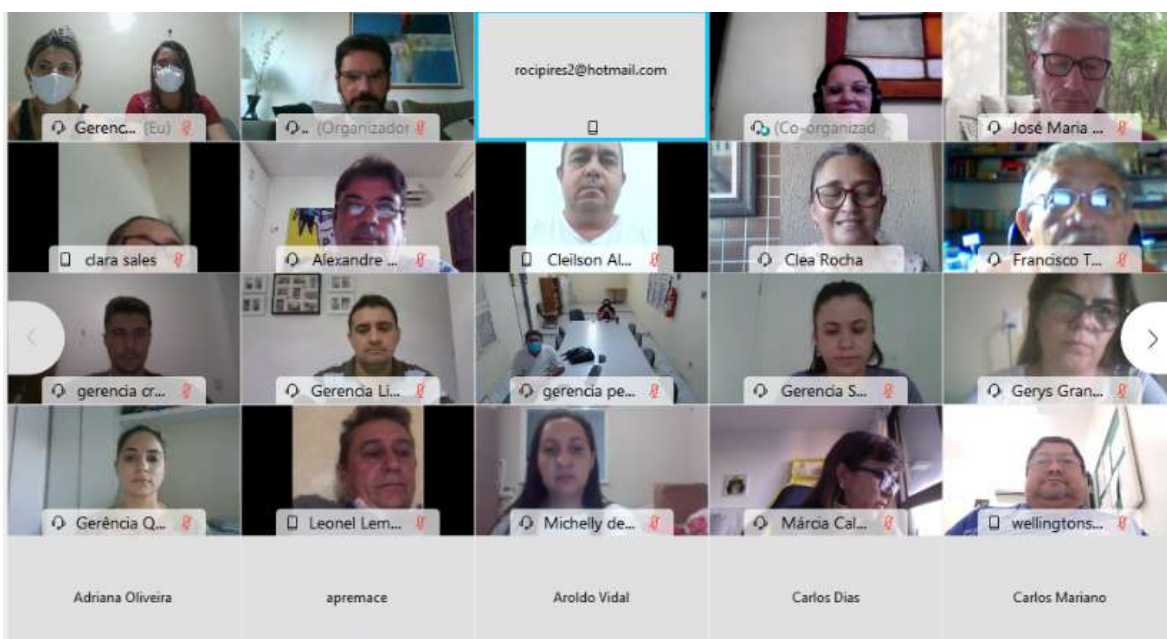 Gerenc... (Eu)
.. (Organizador
rocipires2@hotmail.com
(Co-organizad
José Maria ...
clara sales
Alexandre ...
Cleilson Al...
Clea Rocha
Francisco T...
gerencia cr...
Gerencia Li...
gerencia pe...
Gerencia S...
Gerys Gran...
Gerência Q...
Leonel Lem...
Michelly de...
Márcia Cal...
wellingtons...
Adriana Oliveira
apremace
Aroldo Vidal
Carlos Dias
Carlos Mariano